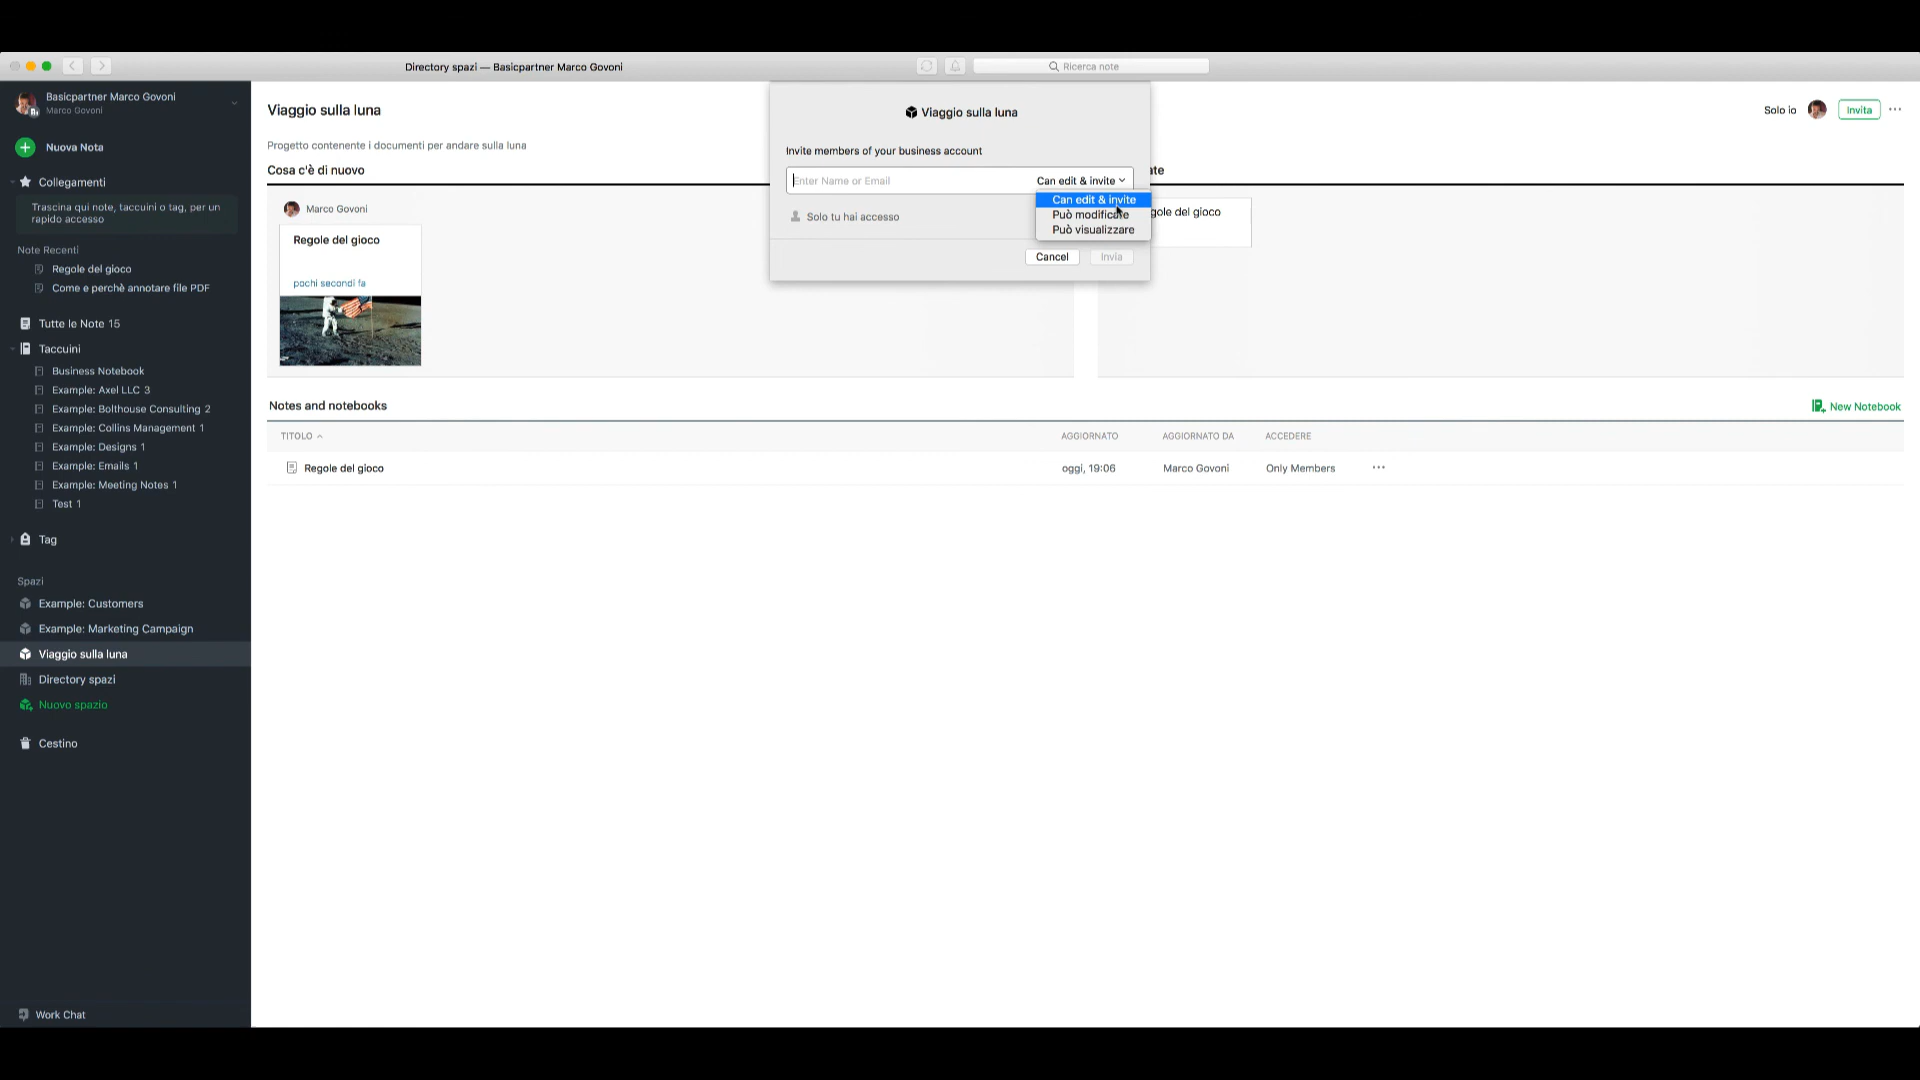 Directory spazi — Basicpartner Marco Govoni
Ricerca note
Basicpartner Marco Govoni
Marco Govoni
Nuova Nota
Collegamenti
Trascina qui note, taccuini o tag, per un
rapido accesso
Note Recenti
Regole del gioco
Come e perchè annotare file PDF
Tutte le Note 15
Taccuini
Business Notebook
Example: Axel LLC 3
Example: Bolthouse Consulting 2
Example: Collins Management 1
Example: Designs 1
Example: Emails 1
Example: Meeting Notes 1
Test 1
Tag
Spazi
Example: Customers
Example: Marketing Campaign
Viaggio sulla luna
Directory spazi
Nuovo spazio
Cestino
Work Chat
Viaggio sulla luna
Solo io
Invita
Progetto contenente i documenti per andare sulla luna
Cosa c'è di nuovo
Marco Govoni
Regole del gioco
pochi secondi fa
Viaggio sulla luna
Invite members of your business account
Enter Name or Email
Can edit & invite
Can edit & invite
Può modificare
Può visualizzare
Solo tu hai accesso
Cancel
Invia
gole del gioco
Notes and notebooks
New Notebook
TITOLO
AGGIORNATO
AGGIORNATO DA
ACCEDERE
Regole del gioco
oggi, 19:06
Marco Govoni
Only Members